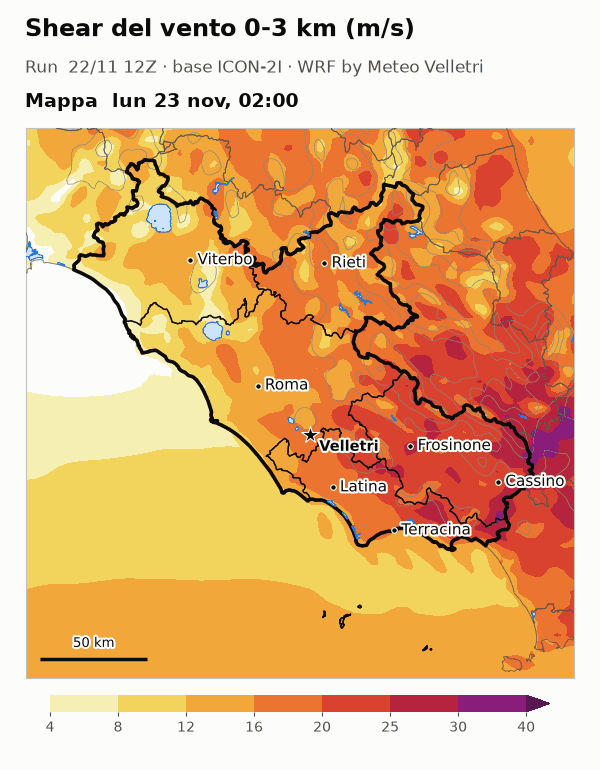 Shear del vento 0-3 km (m/s)
Run 22/11 12Z · base ICON-2I · WRF by Meteo Velletri
Mappa lun 23 nov, 02:00
Viterbo
Rieti
Roma
Velletri
Frosinone
Cassino
Latina
Terracina
50 km
4 8 12 16 20 25 30 40